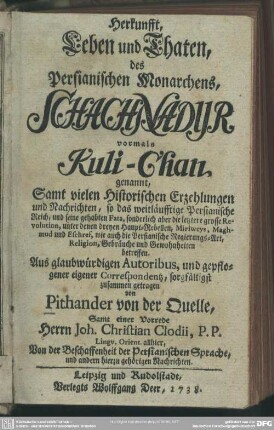 Herkunfft,
Leben und Thaten,
des
Persianischen Monarchens,
SCHACH NADYR
vormals
Kuli-Chan
genannt,
Samt vielen Historischen Erzehlungen
und Nachrichten, so das weitläufftige Persianische
Reich, und seine gehabten Fata, sonderlich aber die letztere grosse Re-
volution, unter denen dreyen Haupt-Rebellen, Miriweys, Magh-
mud und Escheref, wie auch die Persianische Regierungs-Art,
Religion, Gebräuche und Gewohnheiten
betreffen.
Aus glaubwürdigen Autoribus, und gepflo-
gener eigener Correspondentz, sorgfältigst
zusammen getragen
von
Pithander von der Quelle,
Samt einer Vorrede
Herrn Joh. Christian Clodii, P. P.
Lingv. Orient. allhier,
Von der Beschaffenheit der Persianischen Sprache,
und andern hierzu gehörigen Nachrichten.
Leipzig und Rudolstadt,
Verlegts Wolffgang Deer, 1738.